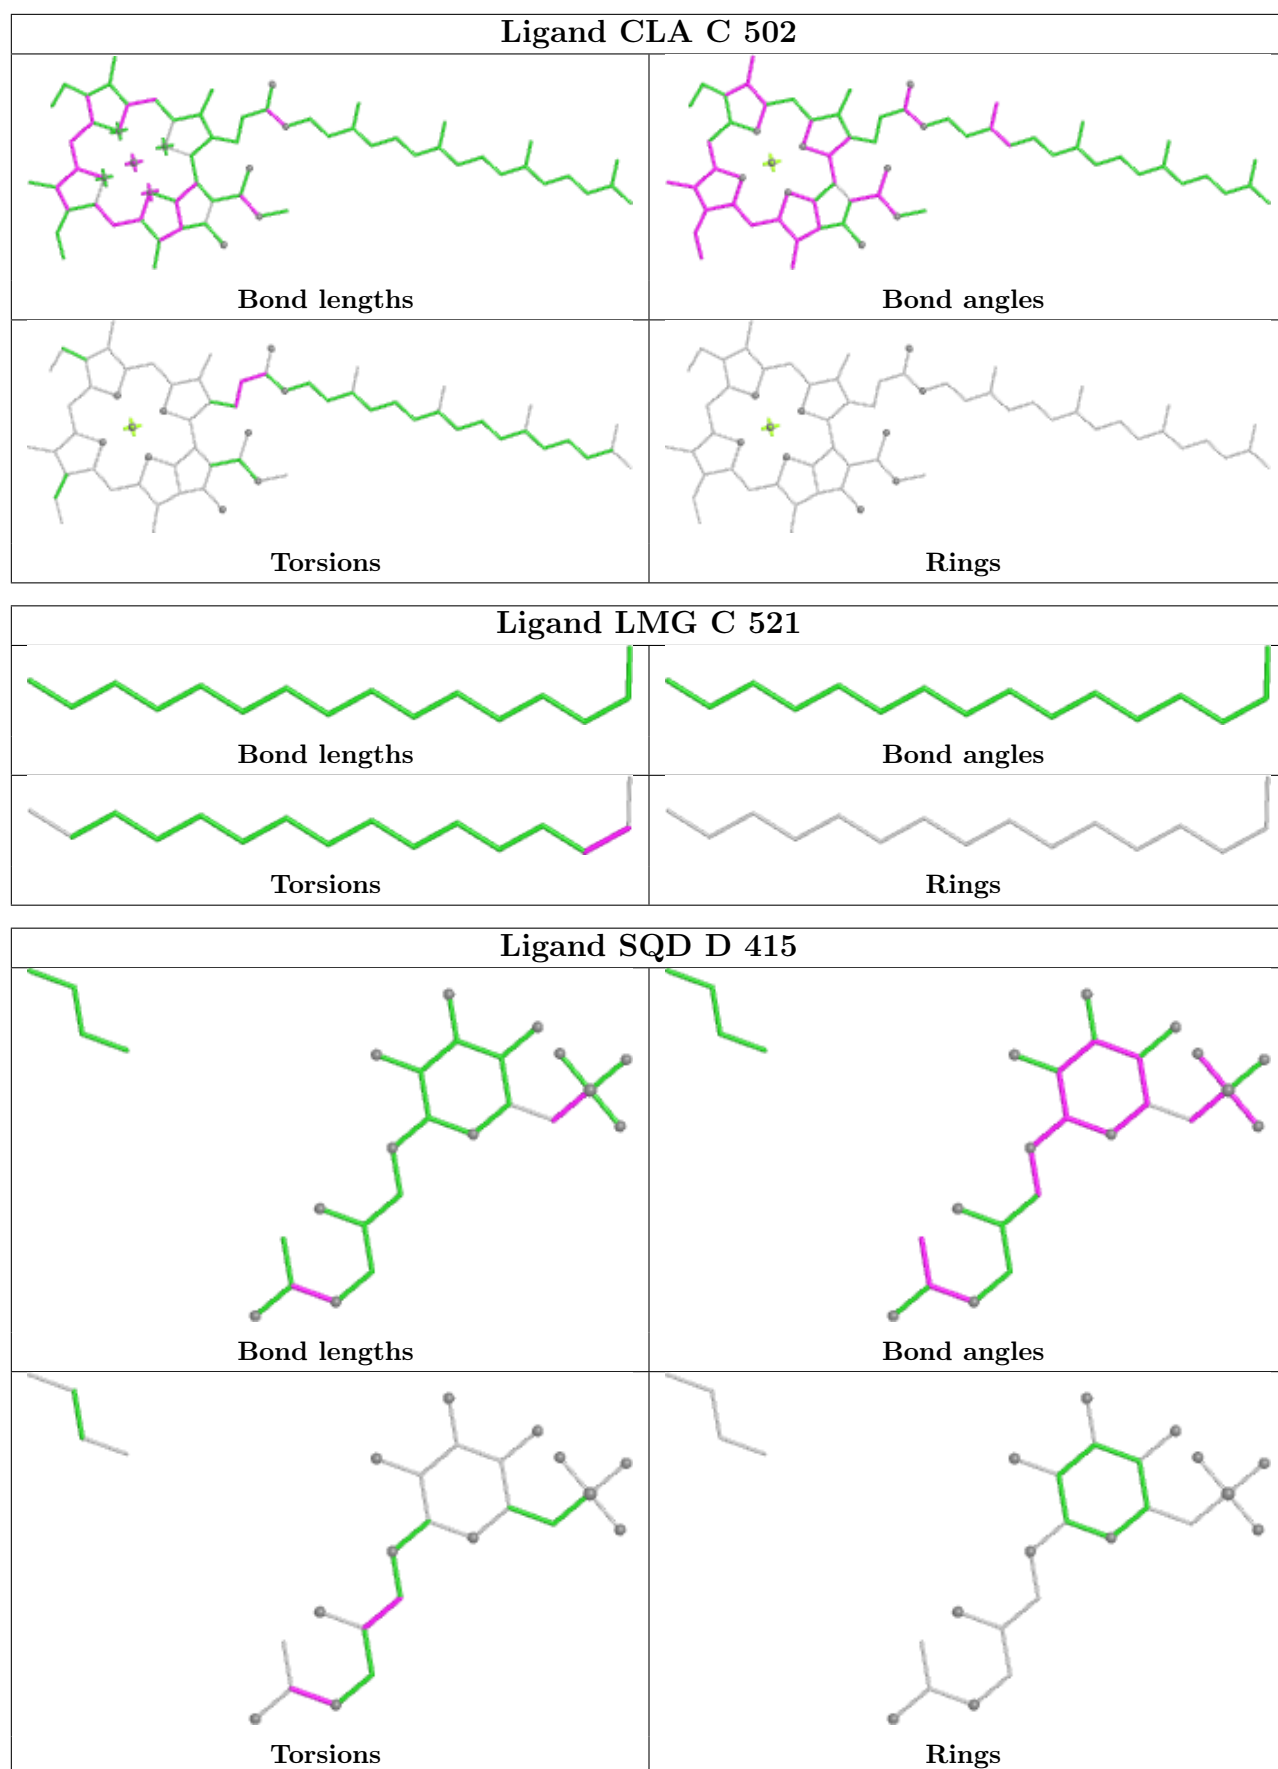 Ligand CLA C 502
Bond lengths
Bond angles
Torsions
Rings
Ligand LMG C 521
Bond lengths
Bond angles
Torsions
Rings
Ligand SQD D 415
Bond lengths
Bond angles
Torsions
Rings